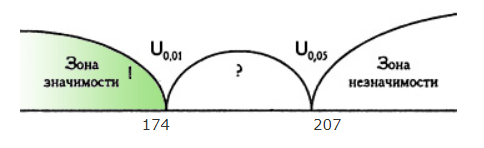 Зона
значимости !
U0,01
?
U0,05
Зона
незначимости
174
207